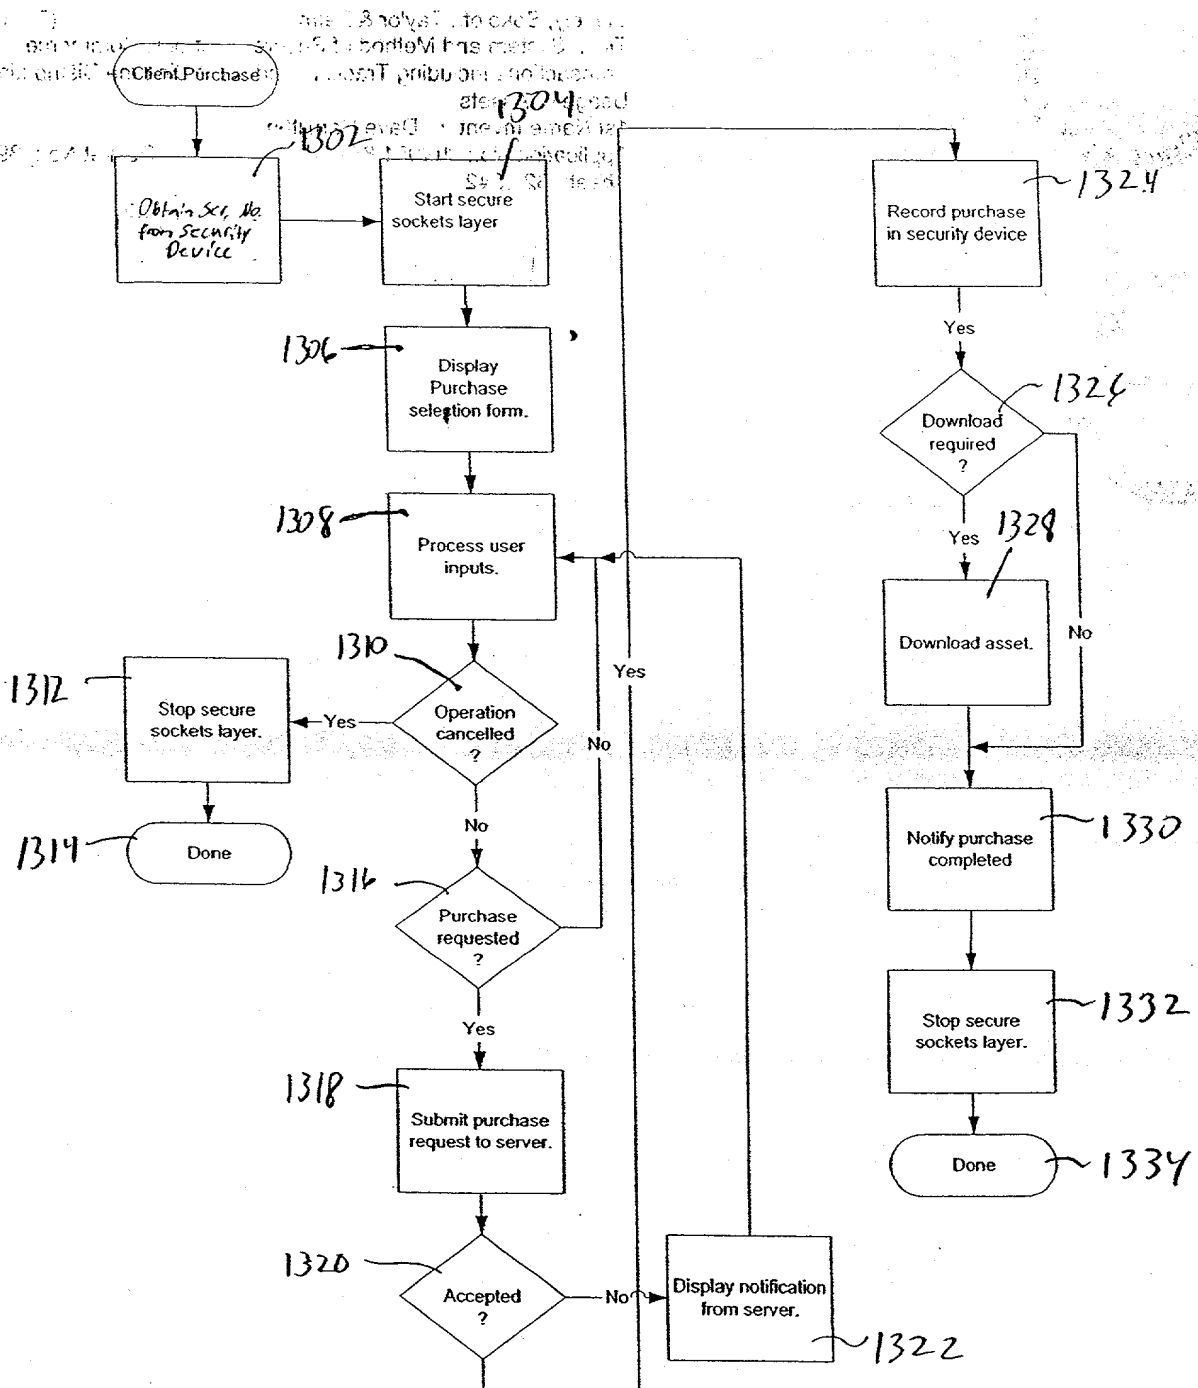 Client Purchase
1302
Obtain Ser. No.
from Security
Device
1304
Start secure
sockets layer
1306
Display
Purchase
selection form.
1308
Process user
inputs.
1310
Operation
cancelled
?
Yes
1312
Stop secure
sockets layer.
1314
Done
No
1316
Purchase
requested
?
No
Yes
1318
Submit purchase
request to server.
1320
Accepted
?
No
Display notification
from server.
1322
Yes
1324
Record purchase
in security device
Yes
1326
Download
required
?
Yes
No
1328
Download asset.
1330
Notify purchase
completed
1332
Stop secure
sockets layer.
1334
Done